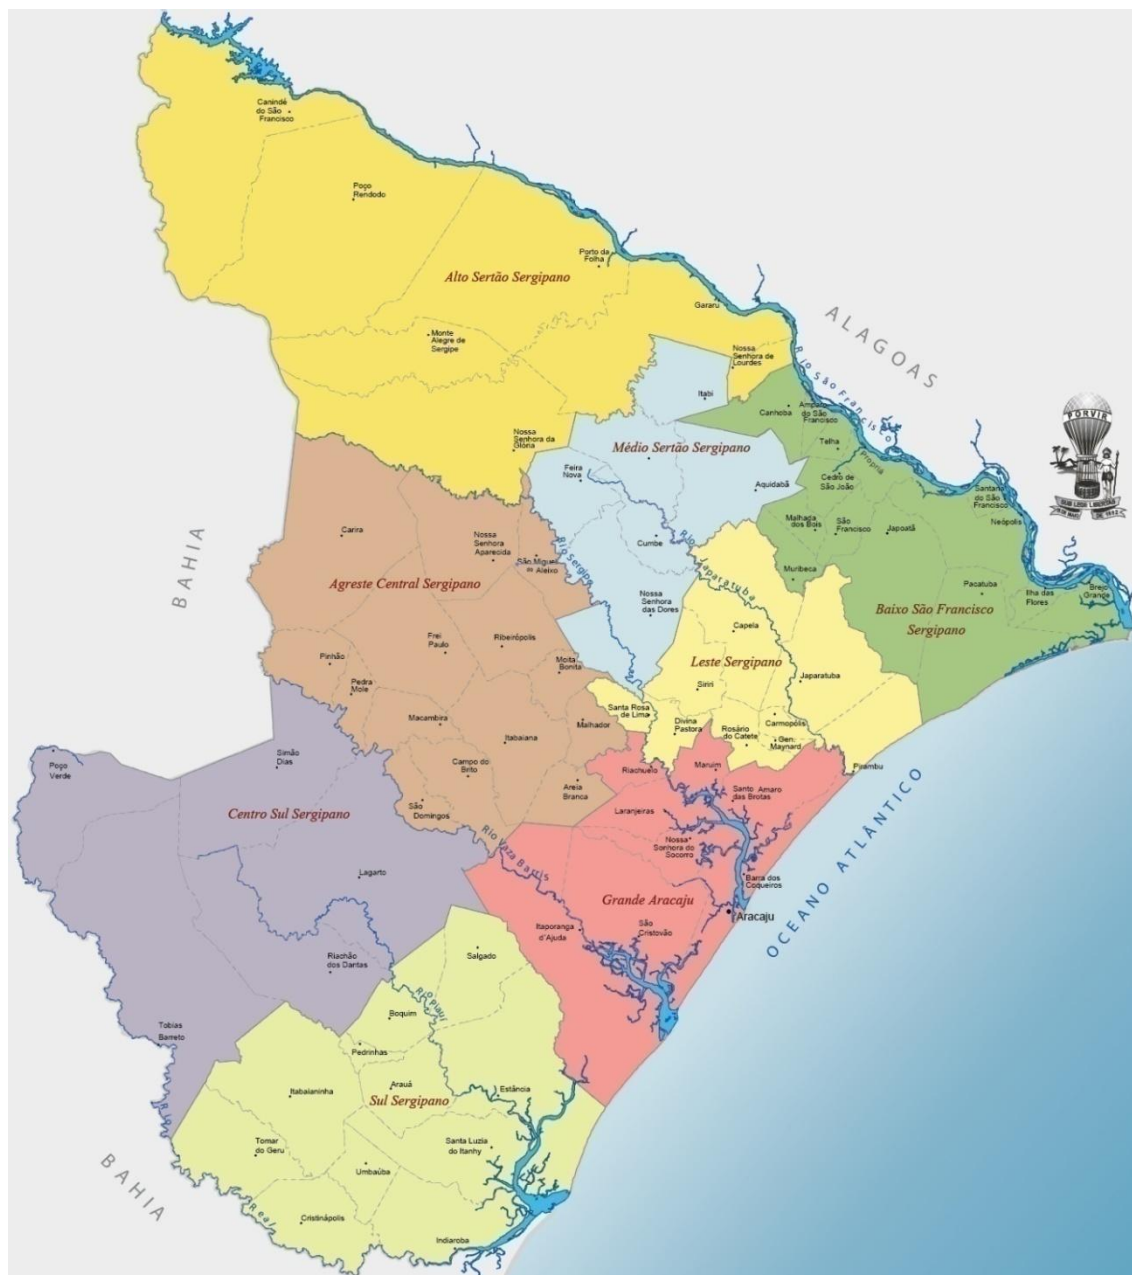 Canindé
do São
Francisco
Poço
Rendodo
Porto da
Folha
Alto Sertão Sergipano
Gararu
ALAGOAS
Monte
Alegre de
Sergipe
Nossa
Senhora de
Lourdes
Rio São Francisco
Itabi
Canhoba
Amparo
do São
Francisco
PORVIR
Nossa
Senhora da
Glória
Médio Sertão Sergipano
Telha
Propriá
Feira
Nova
Aquidabã
Cedro de
São João
Santana
do São
Francisco
SUB LEGE LIBERTAS
Neópolis
Malhada
dos Bois
São
Francisco
Japoatã
BAHIA
Carira
Nossa
Senhora
Aparecida
São Miguel
do Aleixo
Rio Sergipe
Cumbe
Rio Japaratuba
Muribeca
Pacatuba
Ilha das
Flores
Brejo
Grande
Agreste Central Sergipano
Nossa
Senhora
das Dores
Baixo São Francisco
Sergipano
Capela
Frei
Paulo
Ribeirópolis
Pinhão
Moita
Bonita
Leste Sergipano
Pedra
Mole
Siriri
Japaratuba
Macambira
Santa Rosa
de Lima
Malhador
Divina
Pastora
Rosário
do Catete
Carmopólis
Gen.
Maynard
Itabaiana
Simão
Dias
Poço
Verde
Campo do
Brito
Riachuelo
Maruim
Pirambu
Areia
Branca
Santo Amaro
das Brotas
São
Domingos
Centro Sul Sergipano
Laranjeiras
Rio Vaza Barris
Nossa
Senhora do
Socorro
OCEANO ATLÂNTICO
Lagarto
Barra dos
Coqueiros
Grande Aracaju
Aracaju
Itaporanga
d'Ajuda
São
Cristovão
Salgado
Riachão
dos Dantas
Rio Piauí
Boquim
Tobias
Barreto
Pedrinhas
Arauá
Itabaianinha
Estância
Sul Sergipano
Rio
Tomar
do Geru
Santa Luzia
do Itanhy
Umbaúba
BAHIA
Real
Cristinápolis
Indiaroba